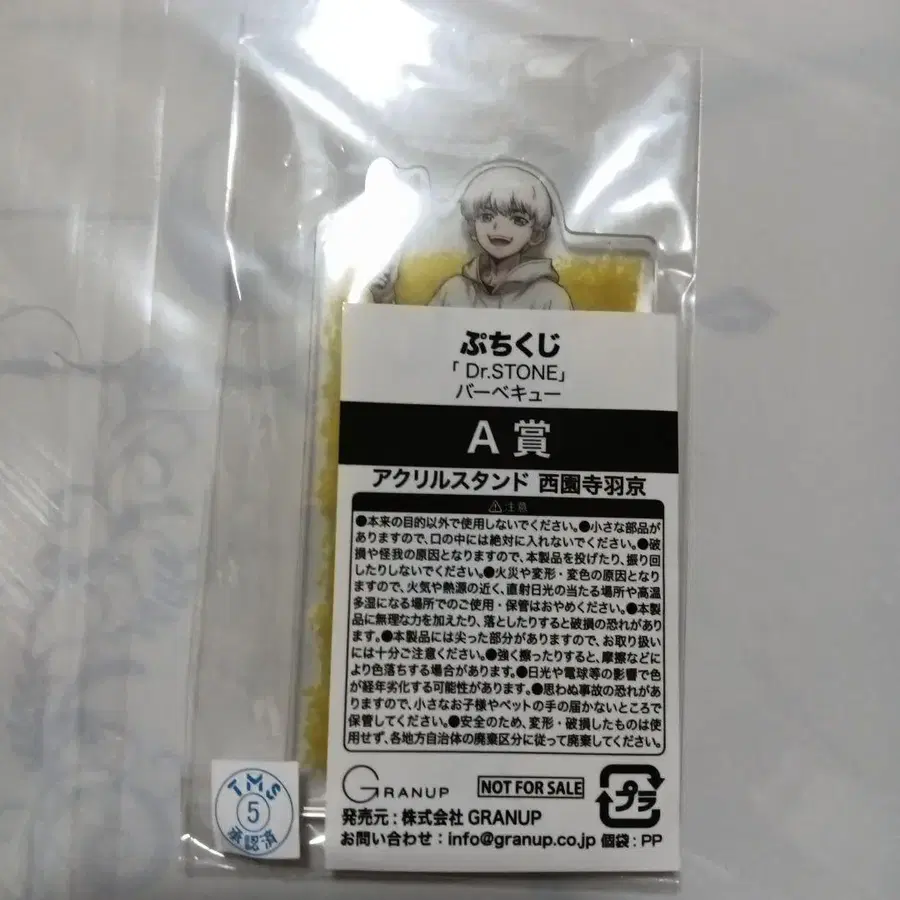 ぷちくじ
「Dr.STONE」
バーベキュー
A 賞
アクリルスタンド 西園寺羽京
⚠注意
●本来の目的以外で使用しないでください。●小さな部品が
ありますので、口の中には絶対に入れないでください。●破
損や怪我の原因となりますので、本製品を投げたり、振り回
したりしないでください。●火災や変形・変色の原因となり
ますので、火気や熱源の近く、直射日光の当たる場所や高温
多湿になる場所でのご使用・保管はおやめください。●本製
品に無理な力を加えたり、落としたりすると破損の恐れがあり
ます。●本製品には尖った部分がありますので、お取り扱い
には十分ご注意ください。●強く擦ったりすると、摩擦などに
より色落ちする場合があります。●日光や電球等の影響で色
が経年劣化する可能性があります。●思わぬ事故の恐れがあ
りますので、小さなお子様やペットの手の届かないところで
保管してください。●安全のため、変形・破損したものは使
用せず、各地方自治体の廃棄区分に従って廃棄してください。
GRANUP
NOT FOR SALE
プラ
発売元：株式会社 GRANUP
お問い合わせ：info@granup.co.jp 個袋：PP
TMS
5
承認済